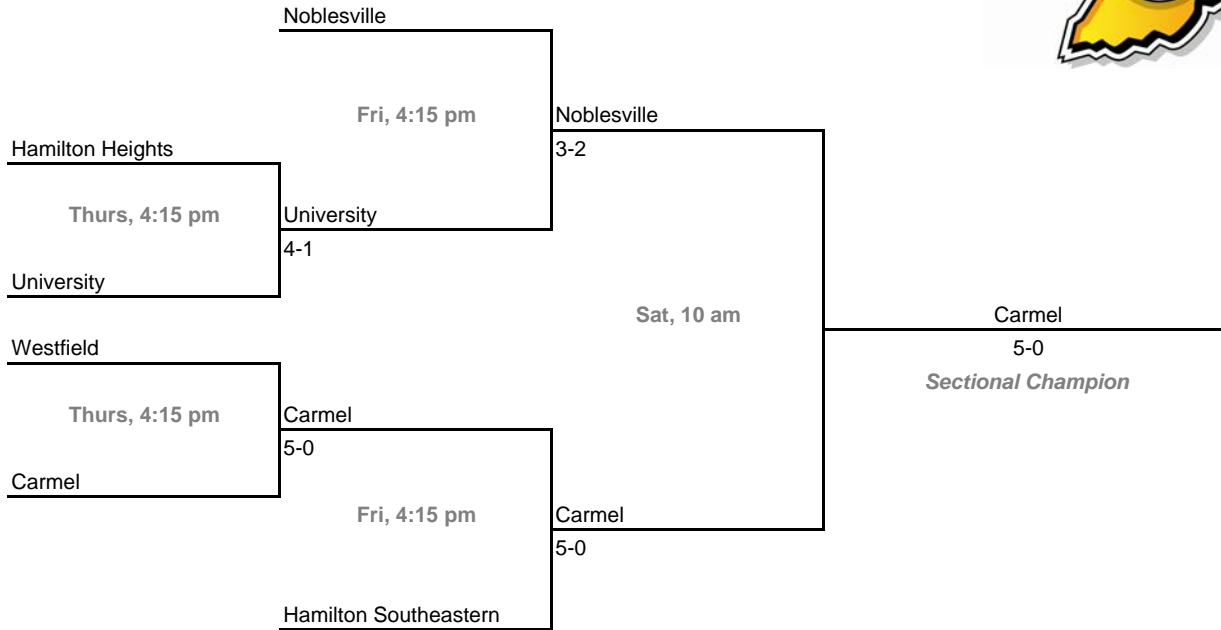 Noblesville
Fri, 4:15 pm
Noblesville
Hamilton Heights
3-2
Thurs, 4:15 pm
University
4-1
University
Sat, 10 am
Carmel
Westfield
5-0
Sectional Champion
Thurs, 4:15 pm
Carmel
5-0
Carmel
Fri, 4:15 pm
Carmel
5-0
Hamilton Southeastern